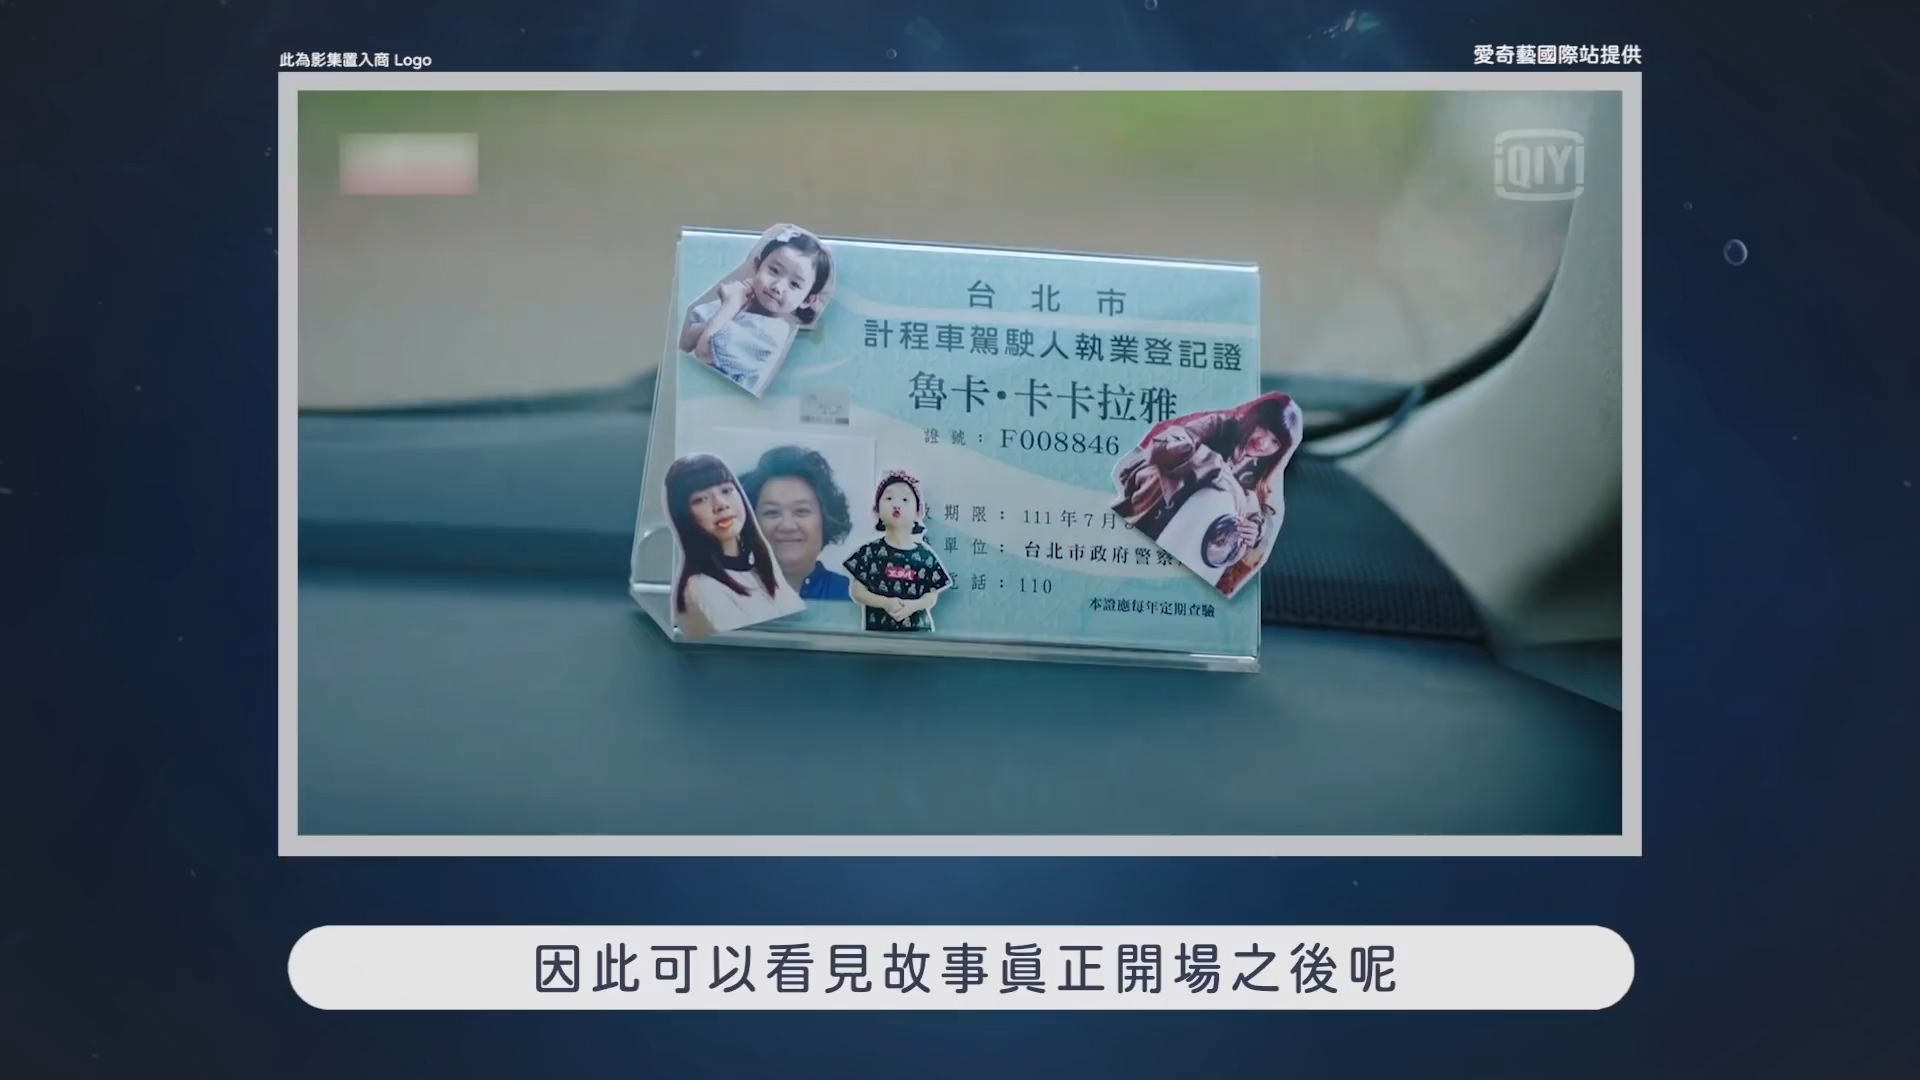 此為影集置入商 Logo
愛奇藝國際站提供
iQIYI
台北市
計程車駕駛人執業登記證
魯卡·卡卡拉雅
證號：F008846
期限：111年7月
單位：台北市政府警察
話：110
本證應每年定期查驗
因此可以看見故事真正開場之後呢